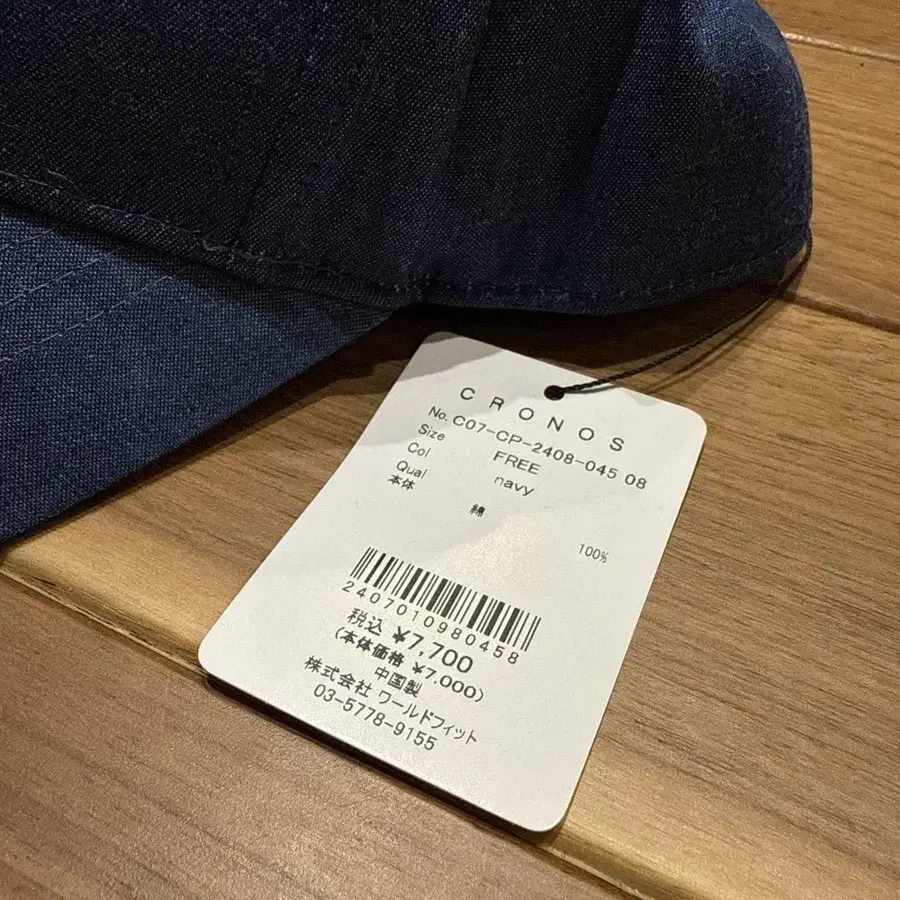 CRONOS
No. C07-CP-2408-045 08
Size FREE
Col navy
Qual
本体 綿 100%
2407010980458
税込 ¥7,700
(本体価格 ¥7,000)
中国製
株式会社 ワールドフィット
03-5778-9155